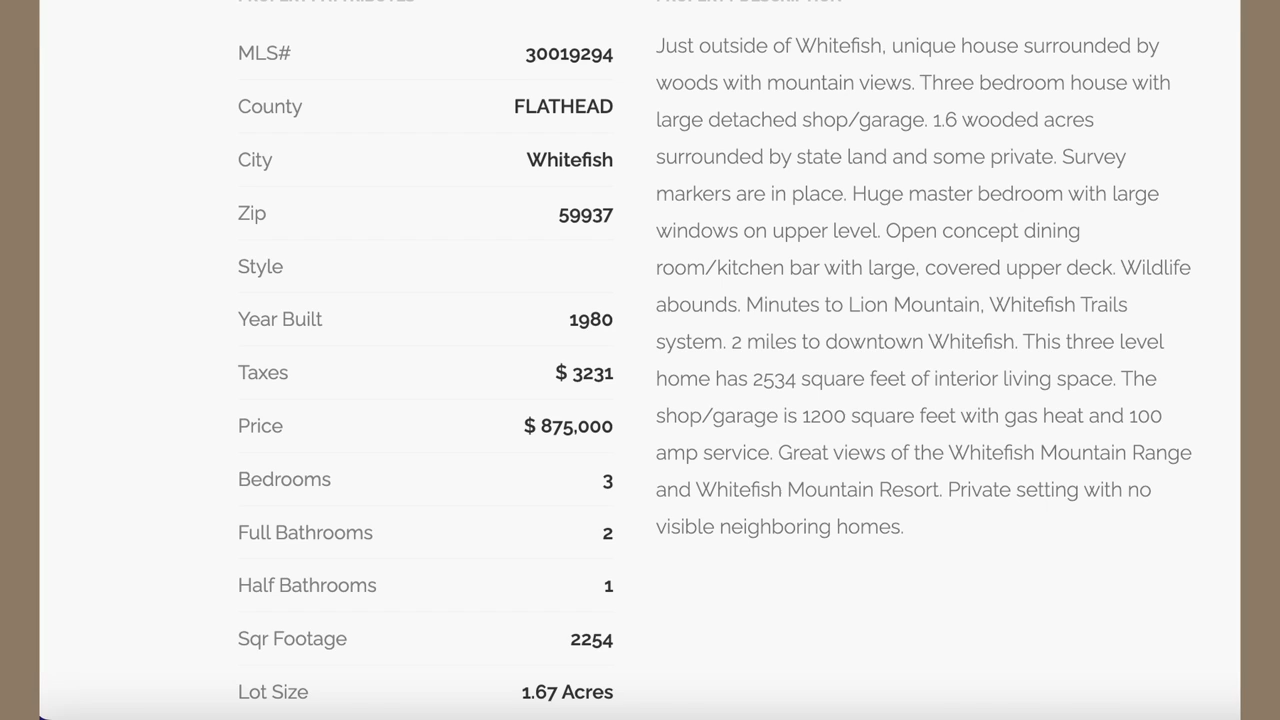 MLS# 30019294
County FLATHEAD
City Whitefish
Zip 59937
Style
Year Built 1980
Taxes $ 3231
Price $ 875,000
Bedrooms 3
Full Bathrooms 2
Half Bathrooms 1
Sqr Footage 2254
Lot Size 1.67 Acres
Just outside of Whitefish, unique house surrounded by
woods with mountain views. Three bedroom house with
large detached shop/garage. 1.6 wooded acres
surrounded by state land and some private. Survey
markers are in place. Huge master bedroom with large
windows on upper level. Open concept dining
room/kitchen bar with large, covered upper deck. Wildlife
abounds. Minutes to Lion Mountain, Whitefish Trails
system. 2 miles to downtown Whitefish. This three level
home has 2534 square feet of interior living space. The
shop/garage is 1200 square feet with gas heat and 100
amp service. Great views of the Whitefish Mountain Range
and Whitefish Mountain Resort. Private setting with no
visible neighboring homes.